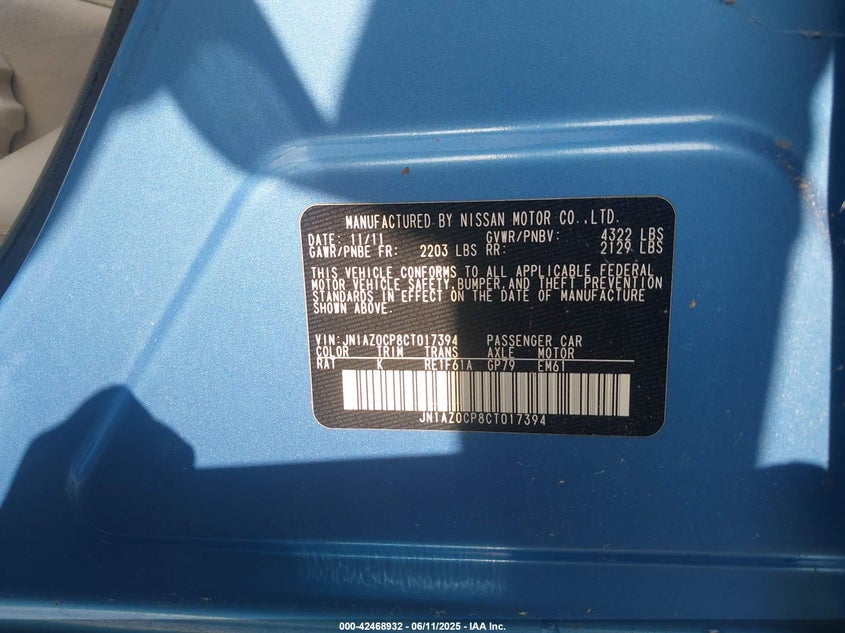 MANUFACTURED BY NISSAN MOTOR CO.,LTD.
DATE: 11/11 GVWR/PNBV: 4322 LBS
GAWR/PNBE FR: 2203 LBS RR: 2129 LBS
THIS VEHICLE CONFORMS TO ALL APPLICABLE FEDERAL
MOTOR VEHICLE SAFETY, BUMPER, AND THEFT PREVENTION
STANDARDS IN EFFECT ON THE DATE OF MANUFACTURE
SHOWN ABOVE.
VIN: JN1AZ0CP8CT017394 PASSENGER CAR
COLOR TRIM TRANS AXLE MOTOR
RAT K RE1F61A GP79 EM61
JN1AZ0CP8CT017394
000-42468932 - 06/11/2025 - IAA Inc.